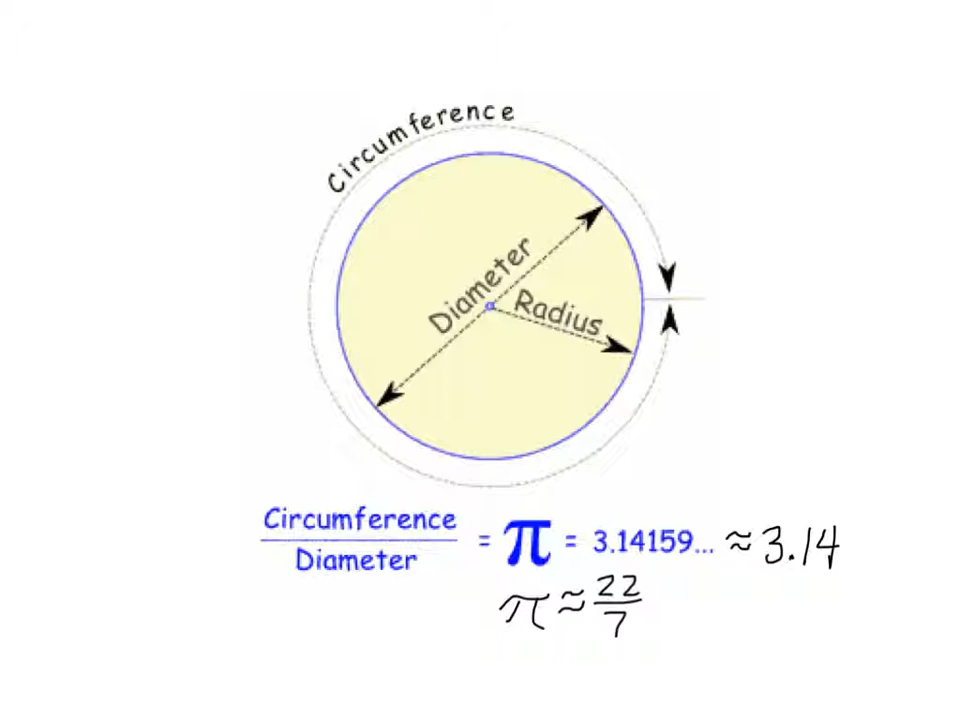 Circumference
Diameter
Radius
Circumference
Diameter
= π = 3.14159... ≈ 3.14
π ≈ 22/7